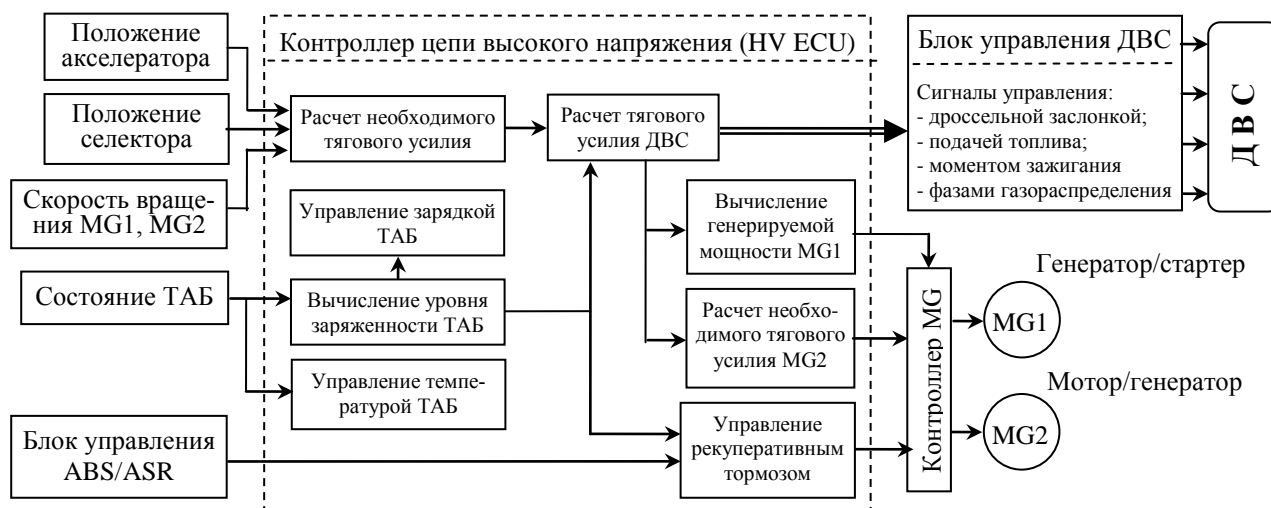 Положение
акселератора
Положение
селектора
Скорость враще-
ния MG1, MG2
Состояние ТАБ
Блок управления
ABS/ASR
Контроллер цепи высокого напряжения (HV ECU)
Расчет необходимого
тягового усилия
Расчет тягового
усилия ДВС
Управление зарядкой
ТАБ
Вычисление уровня
заряженности ТАБ
Управление темпе-
ратурой ТАБ
Вычисление
генерируемой
мощности MG1
Расчет необхо-
димого тягового
усилия MG2
Управление
рекуперативным
тормозом
Блок управления ДВС
Сигналы управления:
- дроссельной заслонкой;
- подачей топлива;
- моментом зажигания
- фазами газораспределения
ДВС
Контроллер MG
Генератор/стартер
MG1
Мотор/генератор
MG2